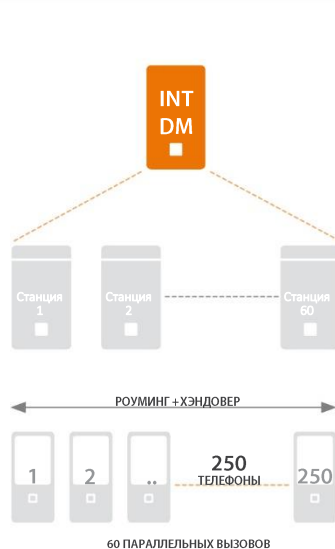 INT
DM
Станция
1
Станция
2
Станция
60
РОУМИНГ + ХЭНДОВЕР
1
2
..
250
ТЕЛЕФОНЫ
250
60 ПАРАЛЛЕЛЬНЫХ ВЫЗОВОВ